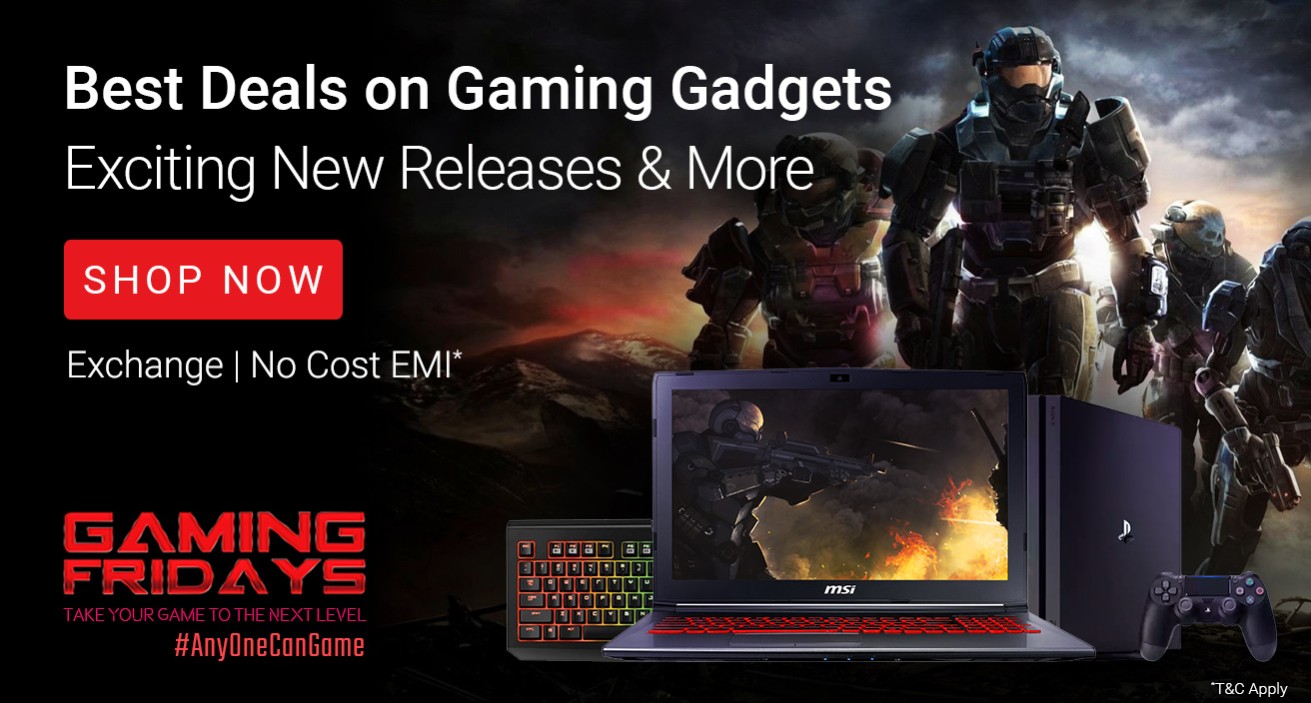 Best Deals on Gaming Gadgets
Exciting New Releases & More
SHOP NOW
Exchange | No Cost EMI*
GAMING
FRIDAYS
TAKE YOUR GAME TO THE NEXT LEVEL
#AnyOneCanGame
msi
*T&C Apply